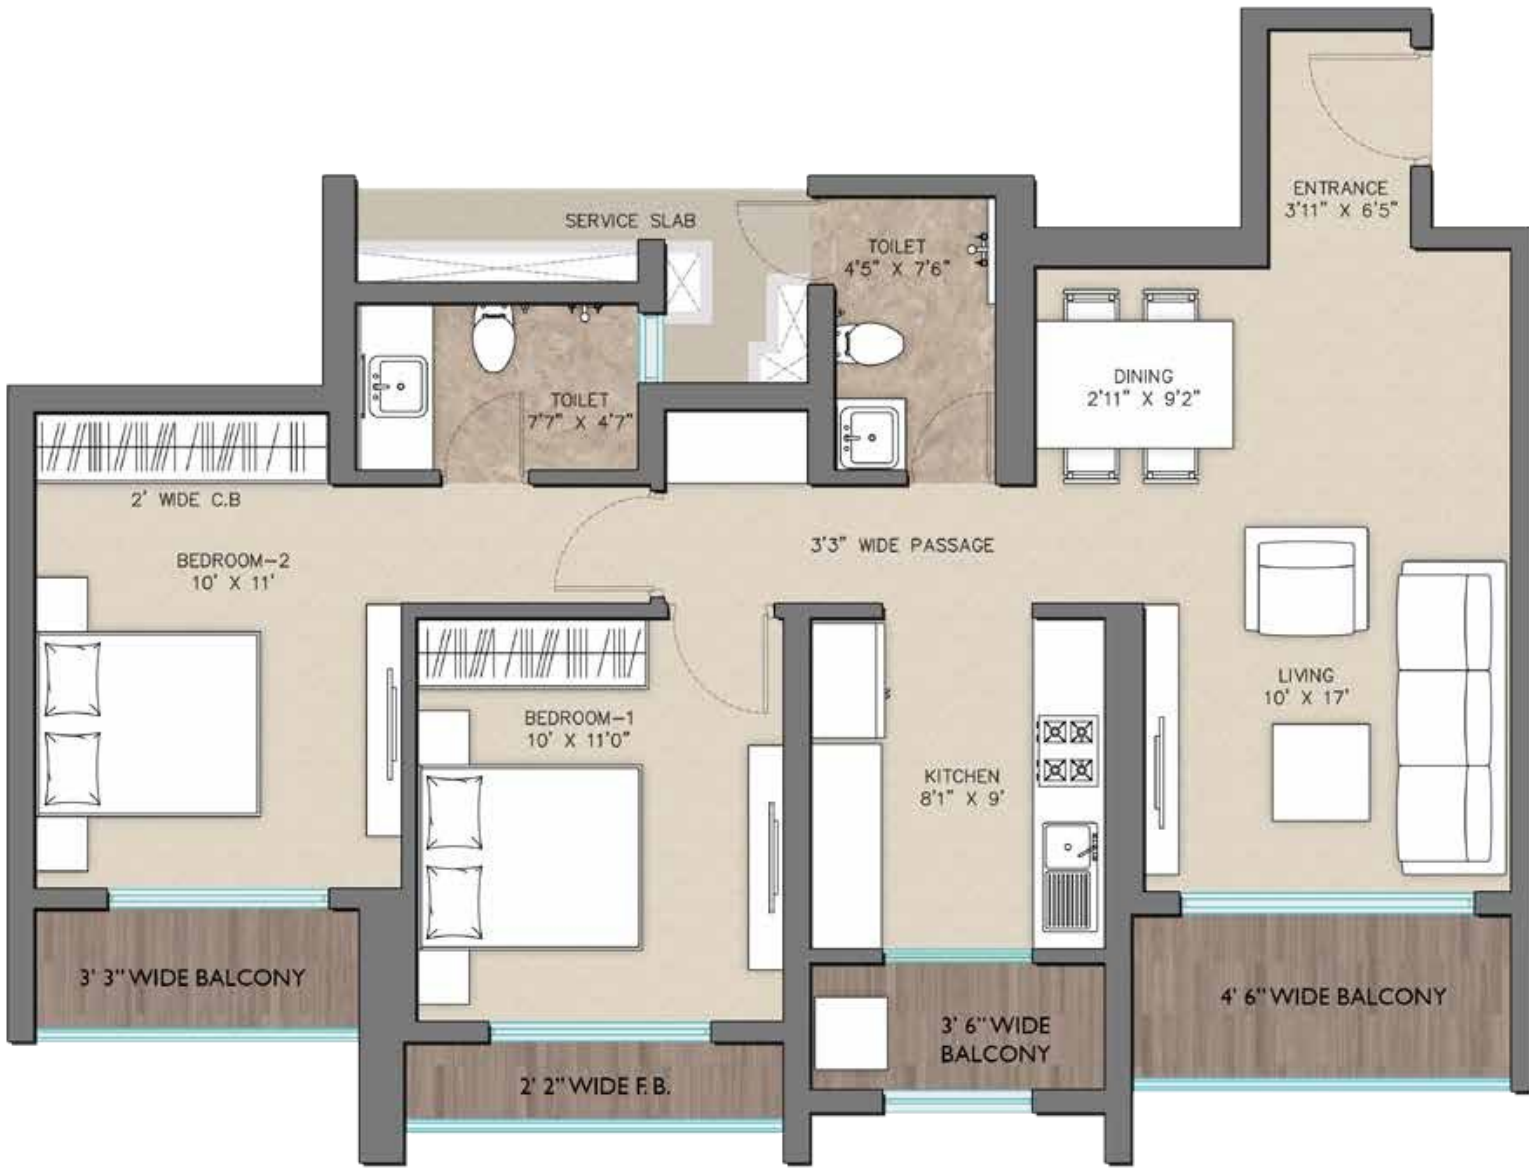 ENTRANCE
3'11" X 6'5"
SERVICE SLAB
TOILET
4'5" X 7'6"
DINING
2'11" X 9'2"
TOILET
7'7" X 4'7"
2' WIDE C.B
3'3" WIDE PASSAGE
BEDROOM-2
10' X 11'
LIVING
10' X 17'
BEDROOM-1
10' X 11'0"
KITCHEN
8'1" X 9'
3' 3" WIDE BALCONY
4' 6" WIDE BALCONY
3' 6" WIDE
BALCONY
2' 2" WIDE F. B.